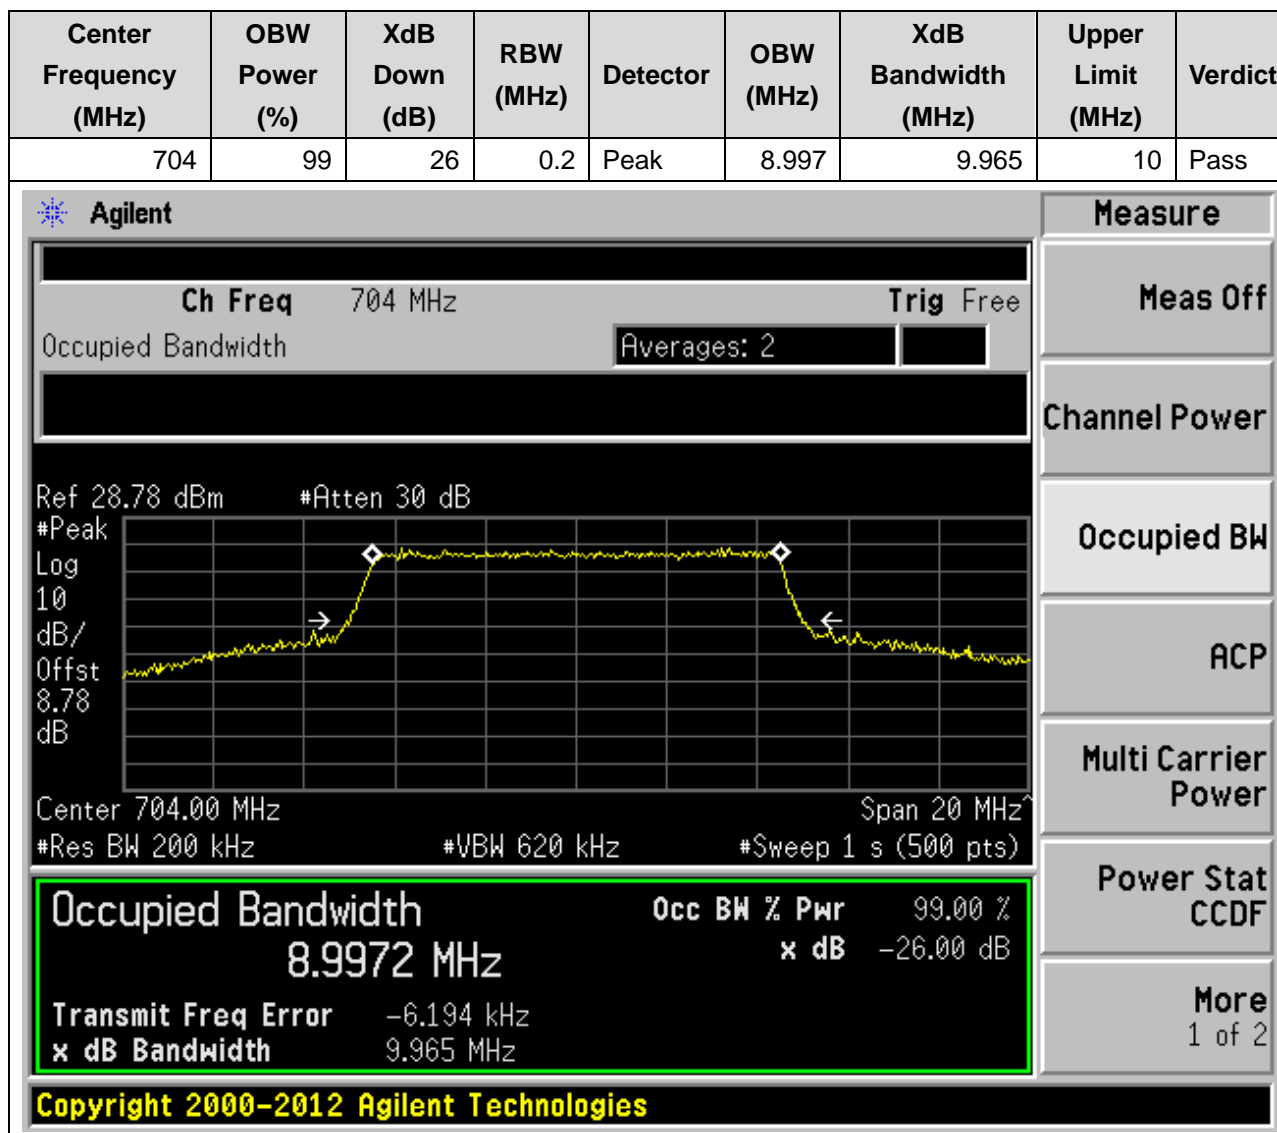 Center Frequency (MHz) OBW Power (%) XdB Down (dB) RBW (MHz) Detector OBW (MHz) XdB Bandwidth (MHz) Upper Limit (MHz) Verdict
704 99 26 0.2 Peak 8.997 9.965 10 Pass
Agilent
Measure
Ch Freq 704 MHz Trig Free
Meas Off
Occupied Bandwidth Averages: 2
Channel Power
Ref 28.78 dBm #Atten 30 dB
#Peak
Log
10
dB/
Offst
8.78
dB
Occupied BW
ACP
Multi Carrier
Power
Center 704.00 MHz Span 20 MHz^
#Res BW 200 kHz #VBW 620 kHz #Sweep 1 s (500 pts)
Power Stat
CCDF
Occupied Bandwidth Occ BW % Pwr 99.00 %
8.9972 MHz x dB -26.00 dB
Transmit Freq Error -6.194 kHz
x dB Bandwidth 9.965 MHz
More
1 of 2
Copyright 2000-2012 Agilent Technologies